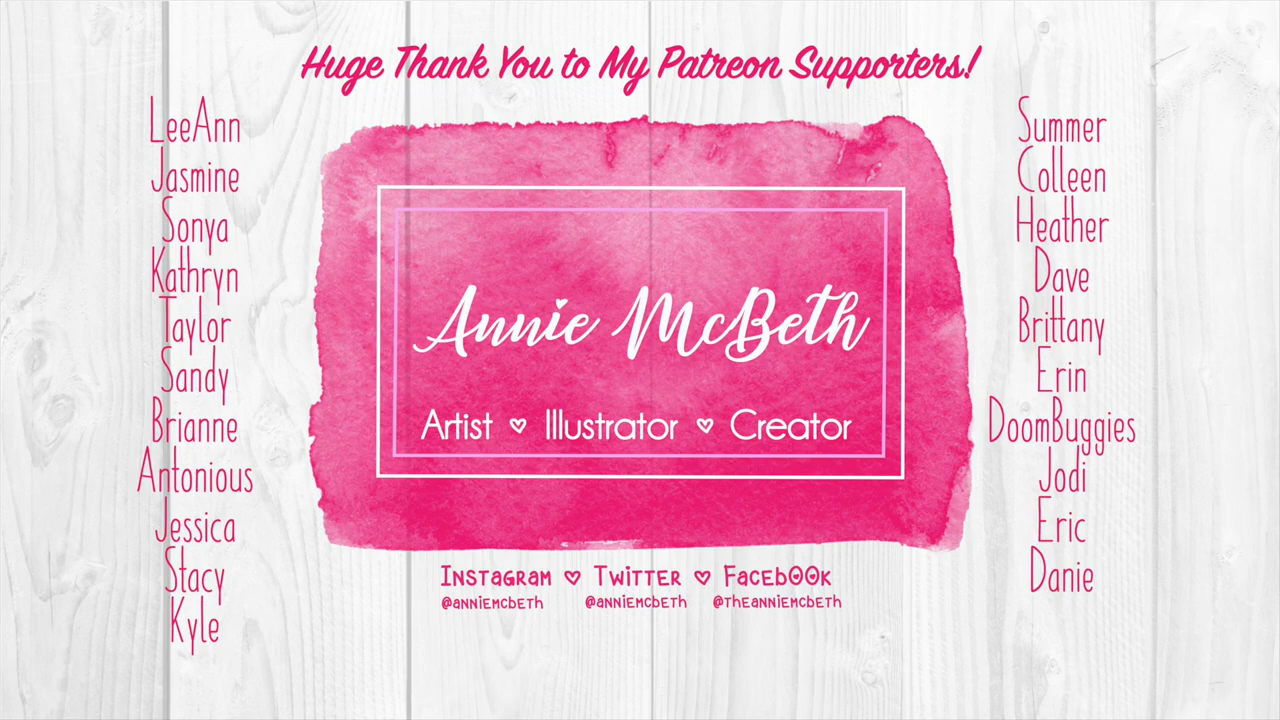 Huge Thank You to My Patreon Supporters!
LeeAnn
Jasmine
Sonya
Kathryn
Taylor
Sandy
Brianne
Antonious
Jessica
Stacy
Kyle
Annie McBeth
Artist ♡ Illustrator ♡ Creator
Instagram ♡ Twitter ♡ Facebook
@anniemcbeth @anniemcbeth @theanniemcbeth
Summer
Colleen
Heather
Dave
Brittany
Erin
DoomBuggies
Jodi
Eric
Danie